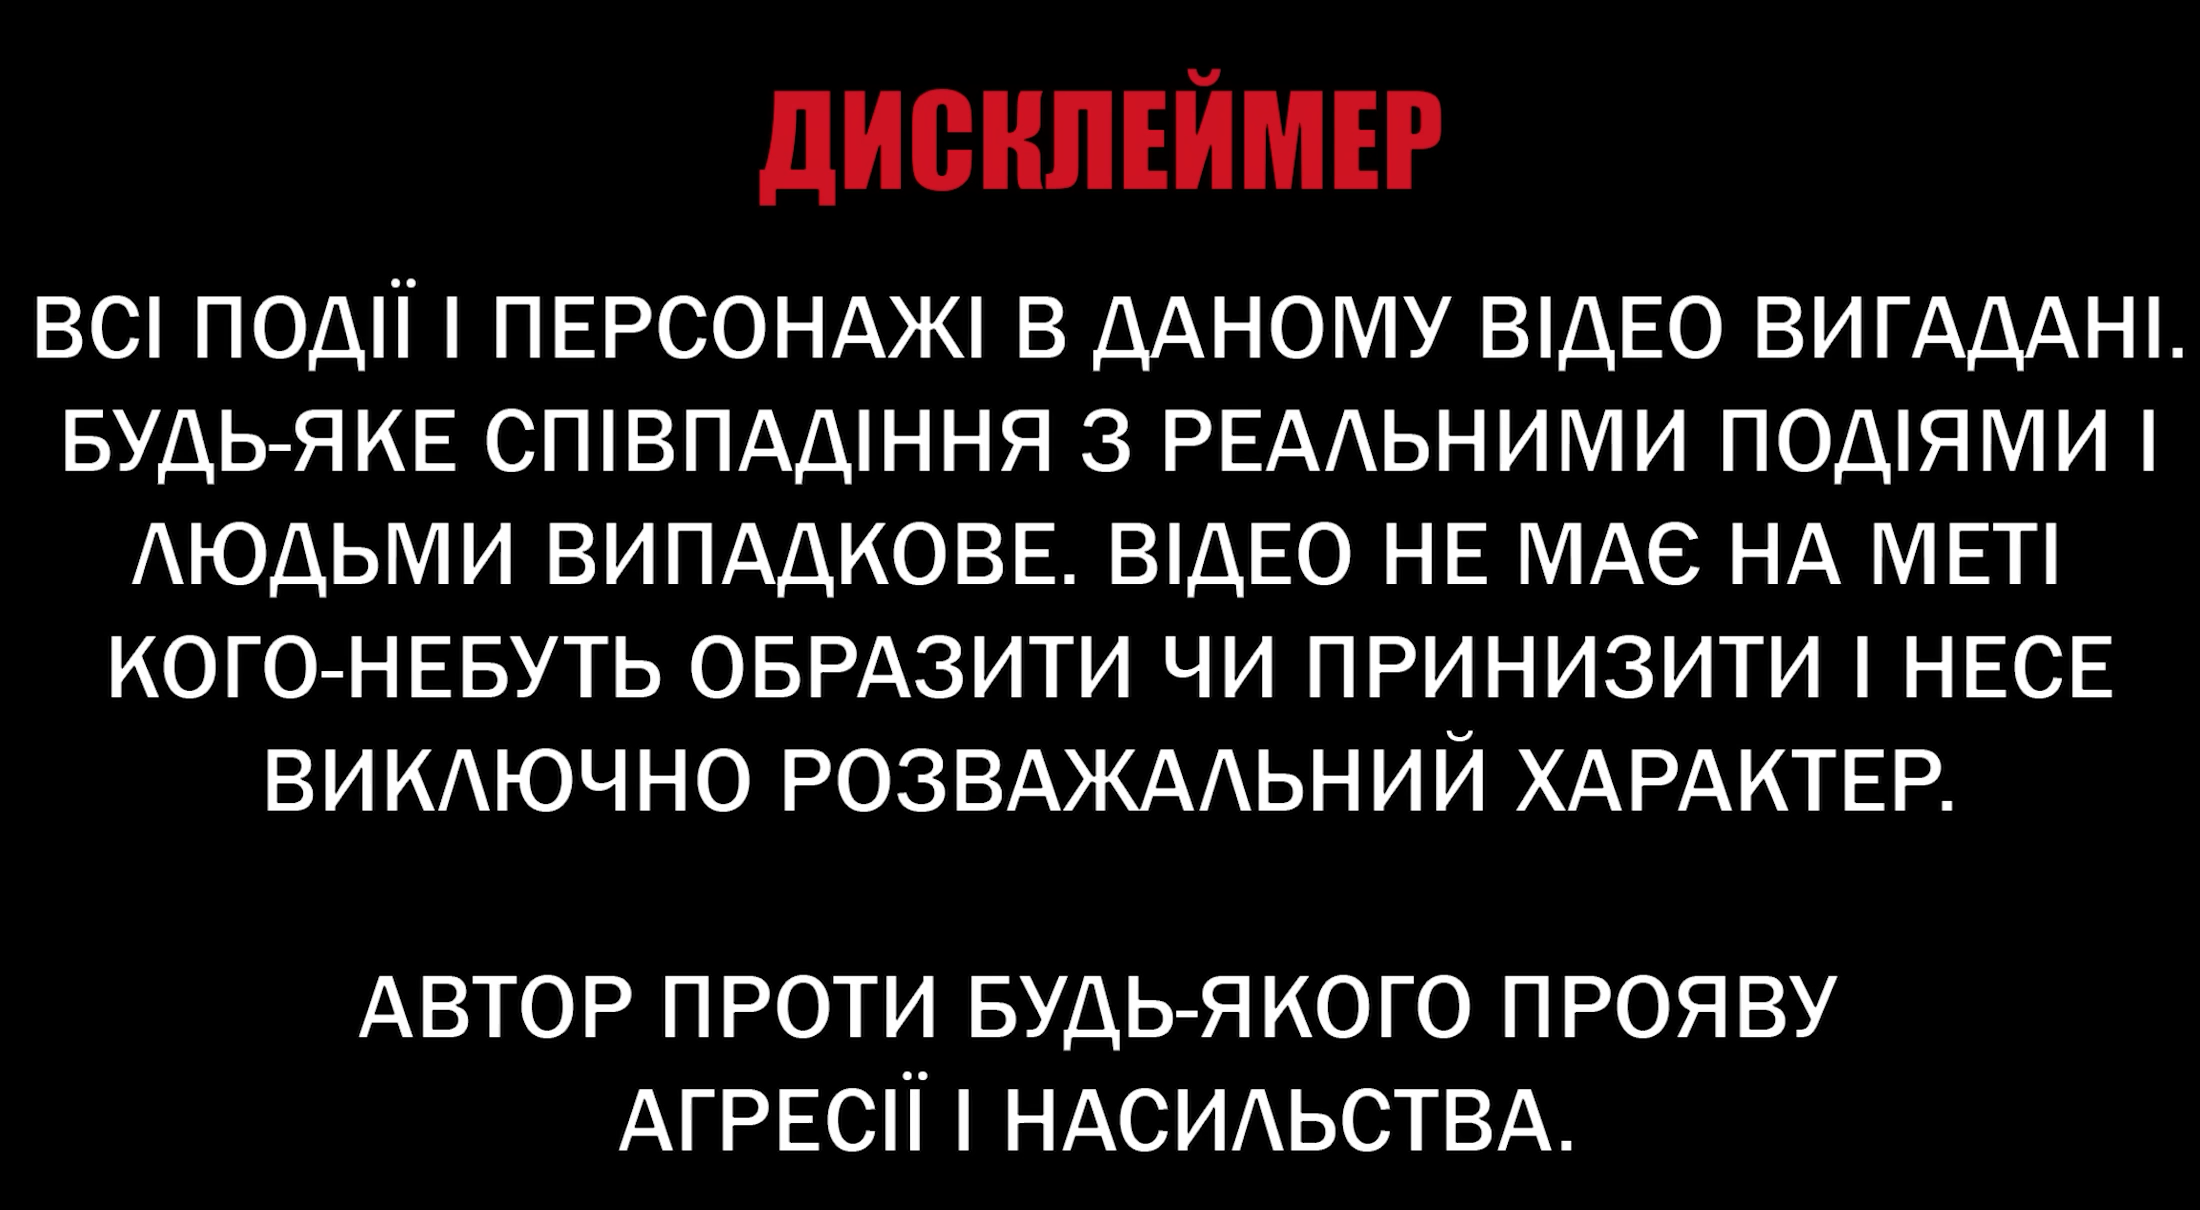 ДИСКЛЕЙМЕР
ВСІ ПОДІЇ І ПЕРСОНАЖІ В ДАНОМУ ВІДЕО ВИГАДАНІ.
БУДЬ-ЯКЕ СПІВПАДІННЯ З РЕАЛЬНИМИ ПОДІЯМИ І
ЛЮДЬМИ ВИПАДКОВЕ. ВІДЕО НЕ МАЄ НА МЕТІ
КОГО-НЕБУТЬ ОБРАЗИТИ ЧИ ПРИНИЗИТИ І НЕСЕ
ВИКЛЮЧНО РОЗВАЖАЛЬНИЙ ХАРАКТЕР.
АВТОР ПРОТИ БУДЬ-ЯКОГО ПРОЯВУ
АГРЕСІЇ І НАСИЛЬСТВА.